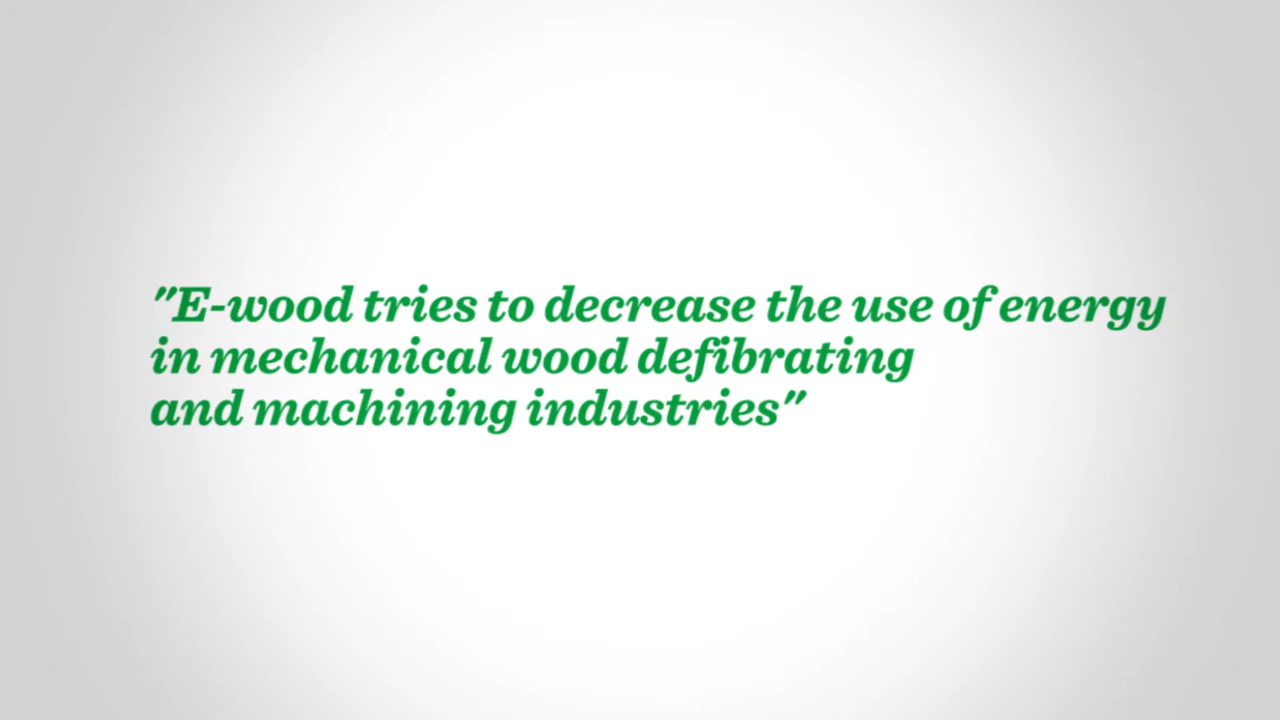 "E-wood tries to decrease the use of energy
in mechanical wood defibrating
and machining industries"